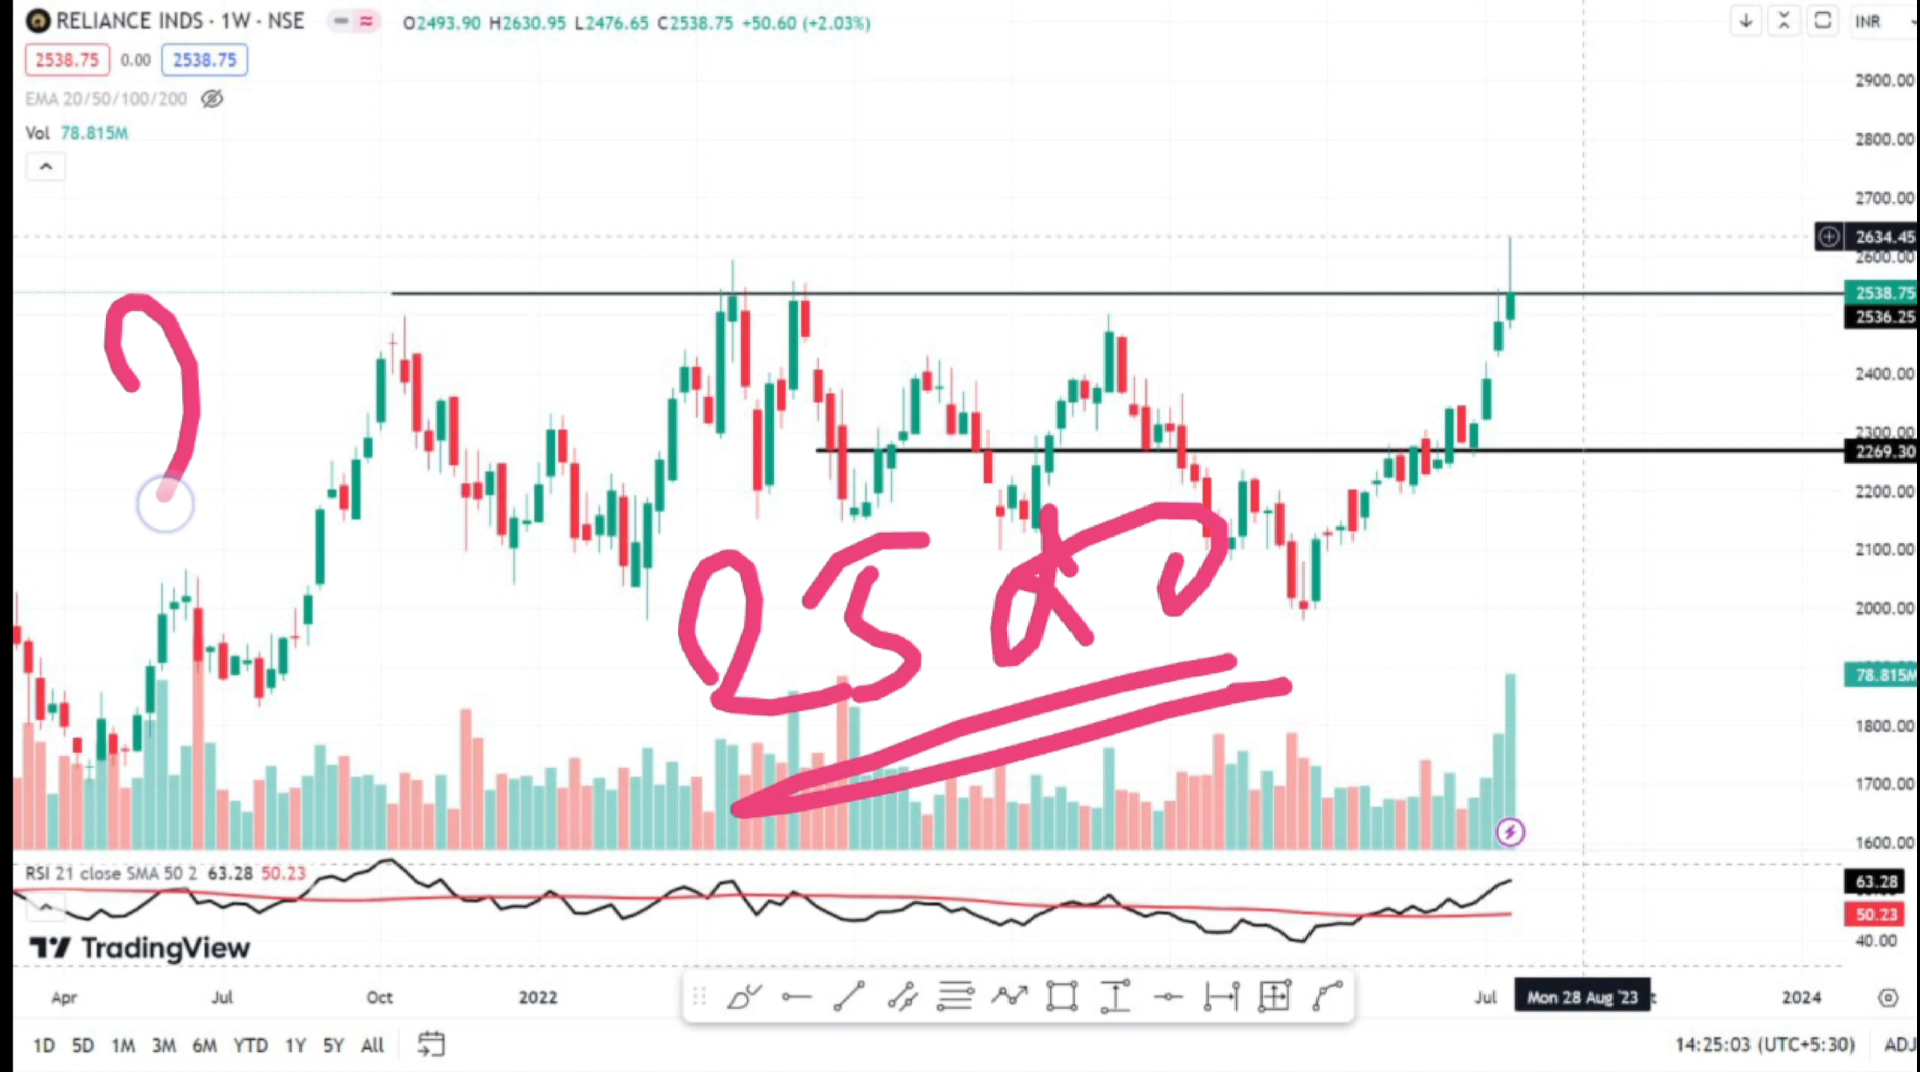 RELIANCE INDS · 1W · NSE O2493.90 H2630.95 L2476.65 C2538.75 +50.60 (+2.03%)
INR
2538.75 0.00 2538.75
EMA 20/50/100/200
Vol 78.815M
2900.00
2800.00
2700.00
2634.45
2600.00
2538.75
2536.25
2400.00
2300.00
2269.30
2200.00
2100.00
2000.00
78.815M
1800.00
1700.00
1600.00
25
RSI 21 close SMA 50 2 63.28 50.23
63.28
50.23
40.00
TradingView
Apr Jul Oct 2022 Jul Mon 28 Aug '23 t 2024
1D 5D 1M 3M 6M YTD 1Y 5Y All 14:25:03 (UTC+5:30) ADJ